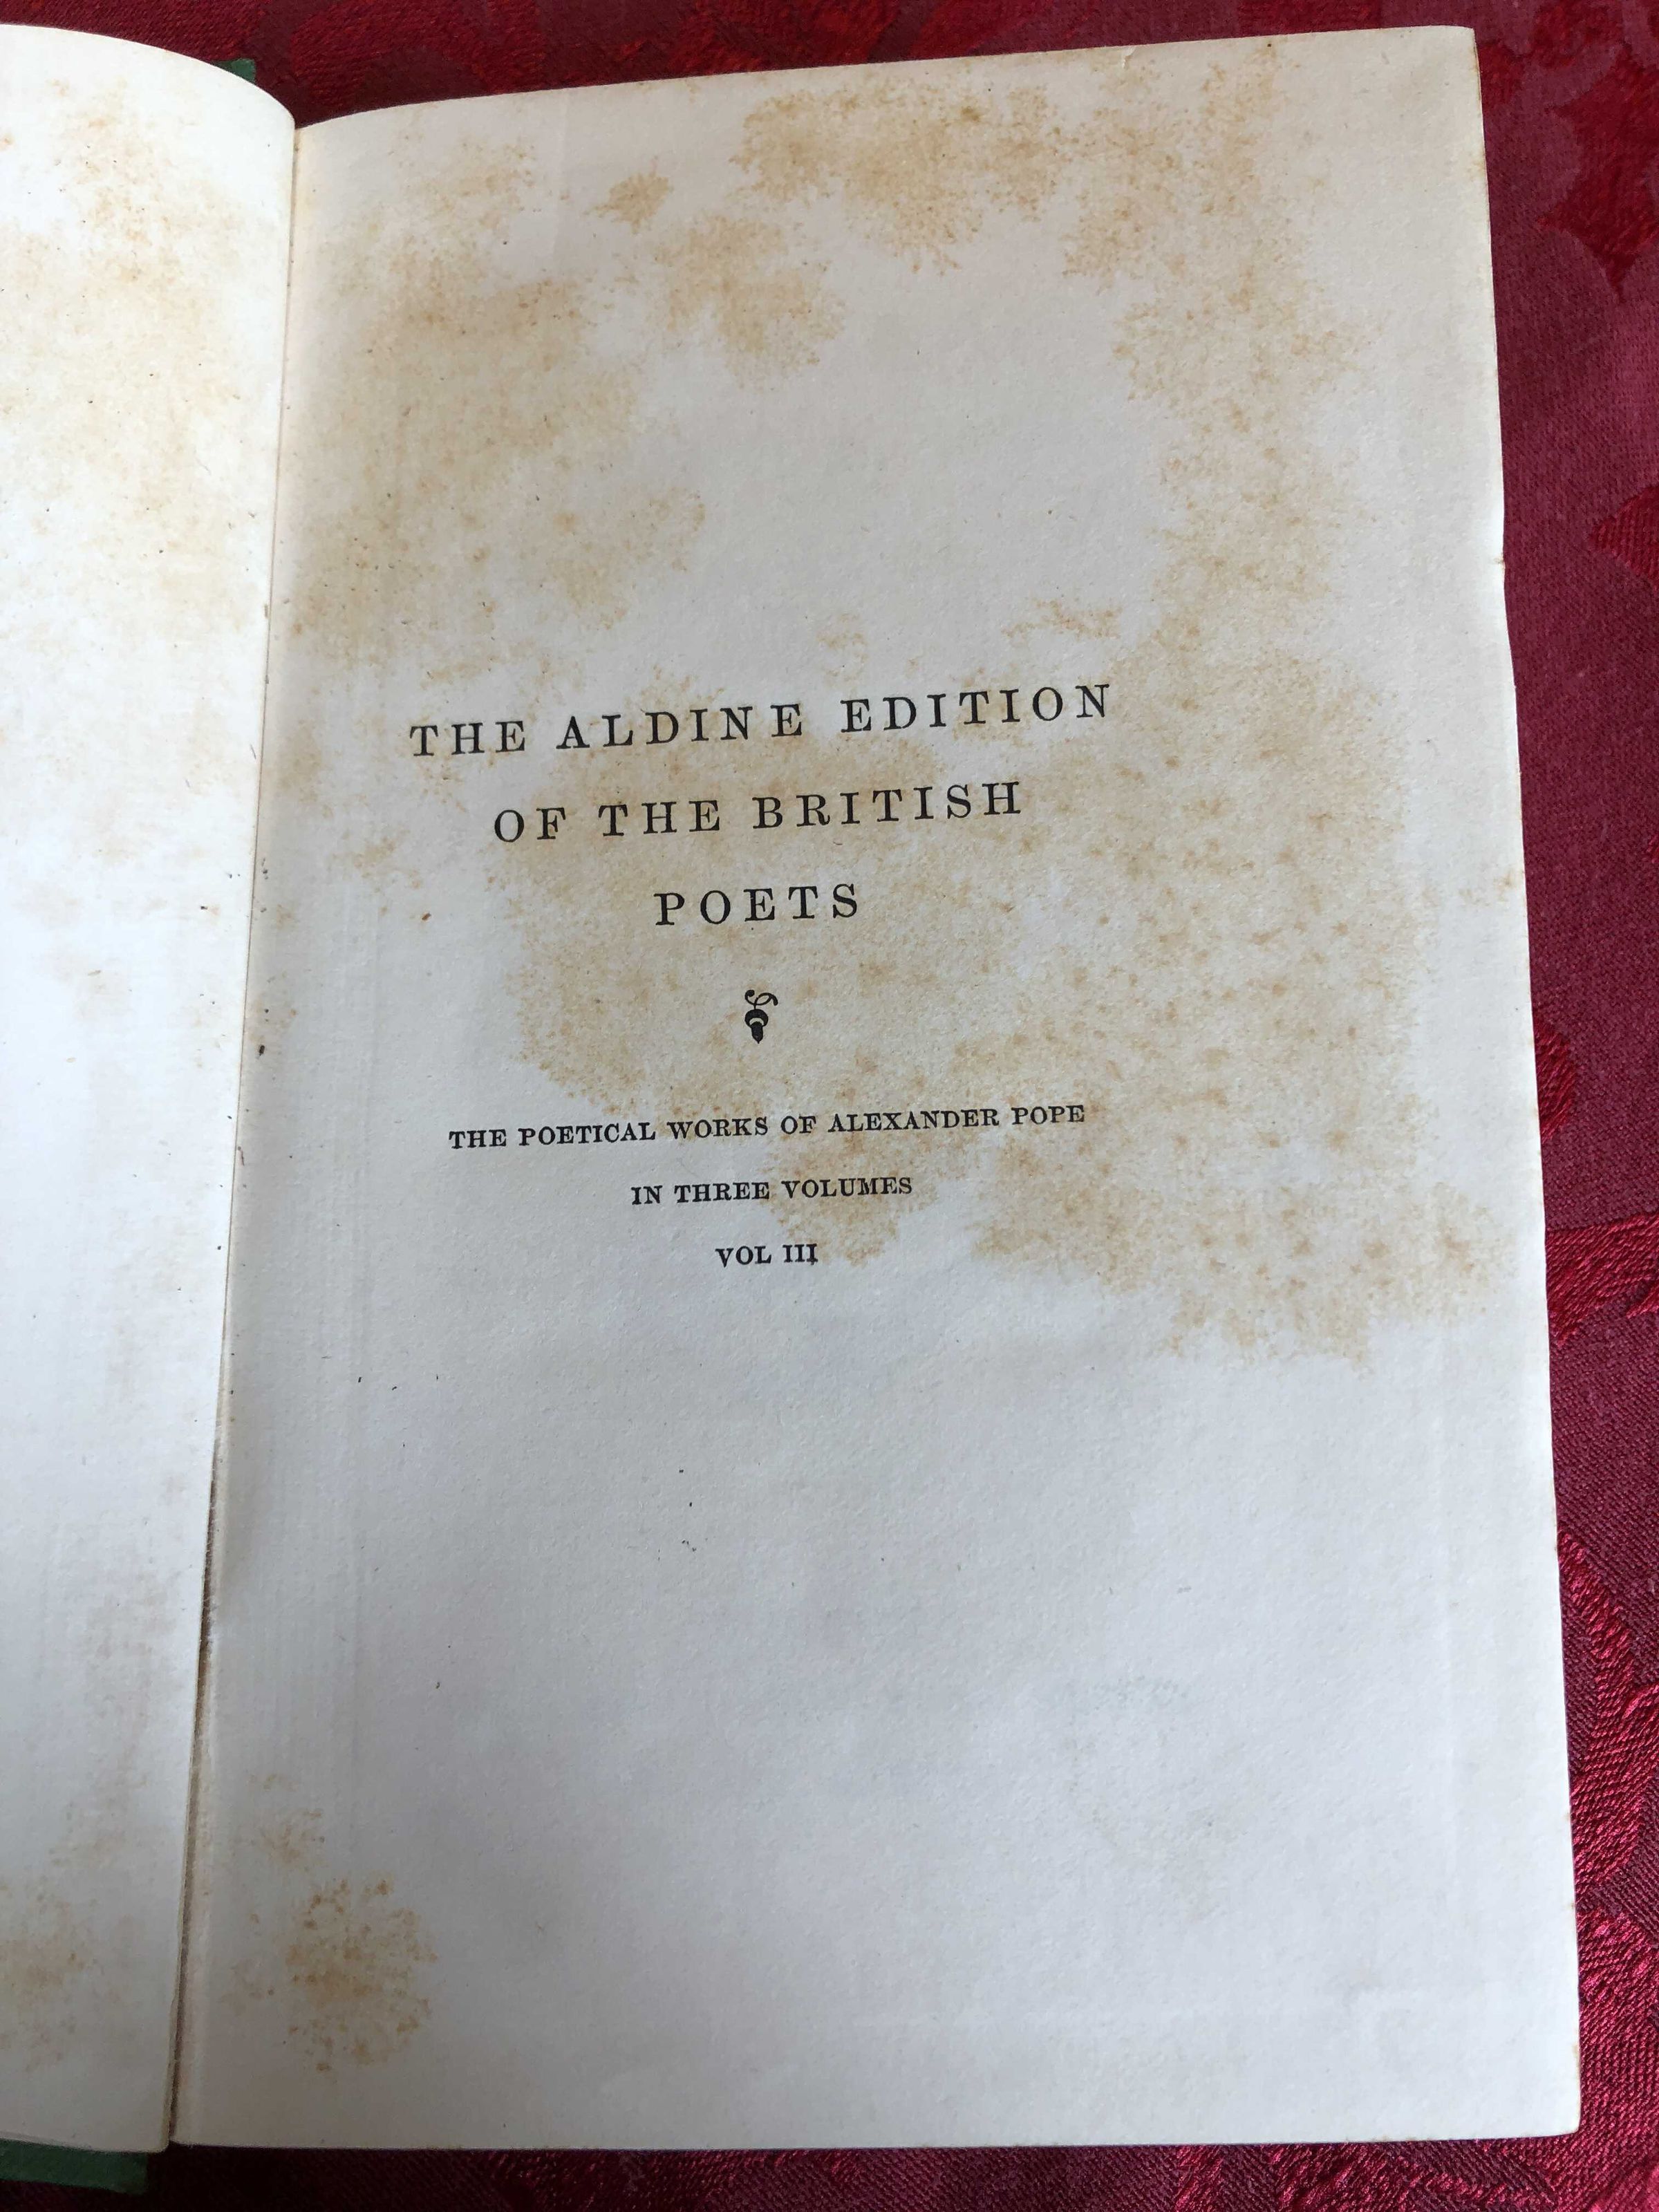 THE ALDINE EDITION
OF THE BRITISH
POETS
THE POETICAL WORKS OF ALEXANDER POPE
IN THREE VOLUMES
VOL III